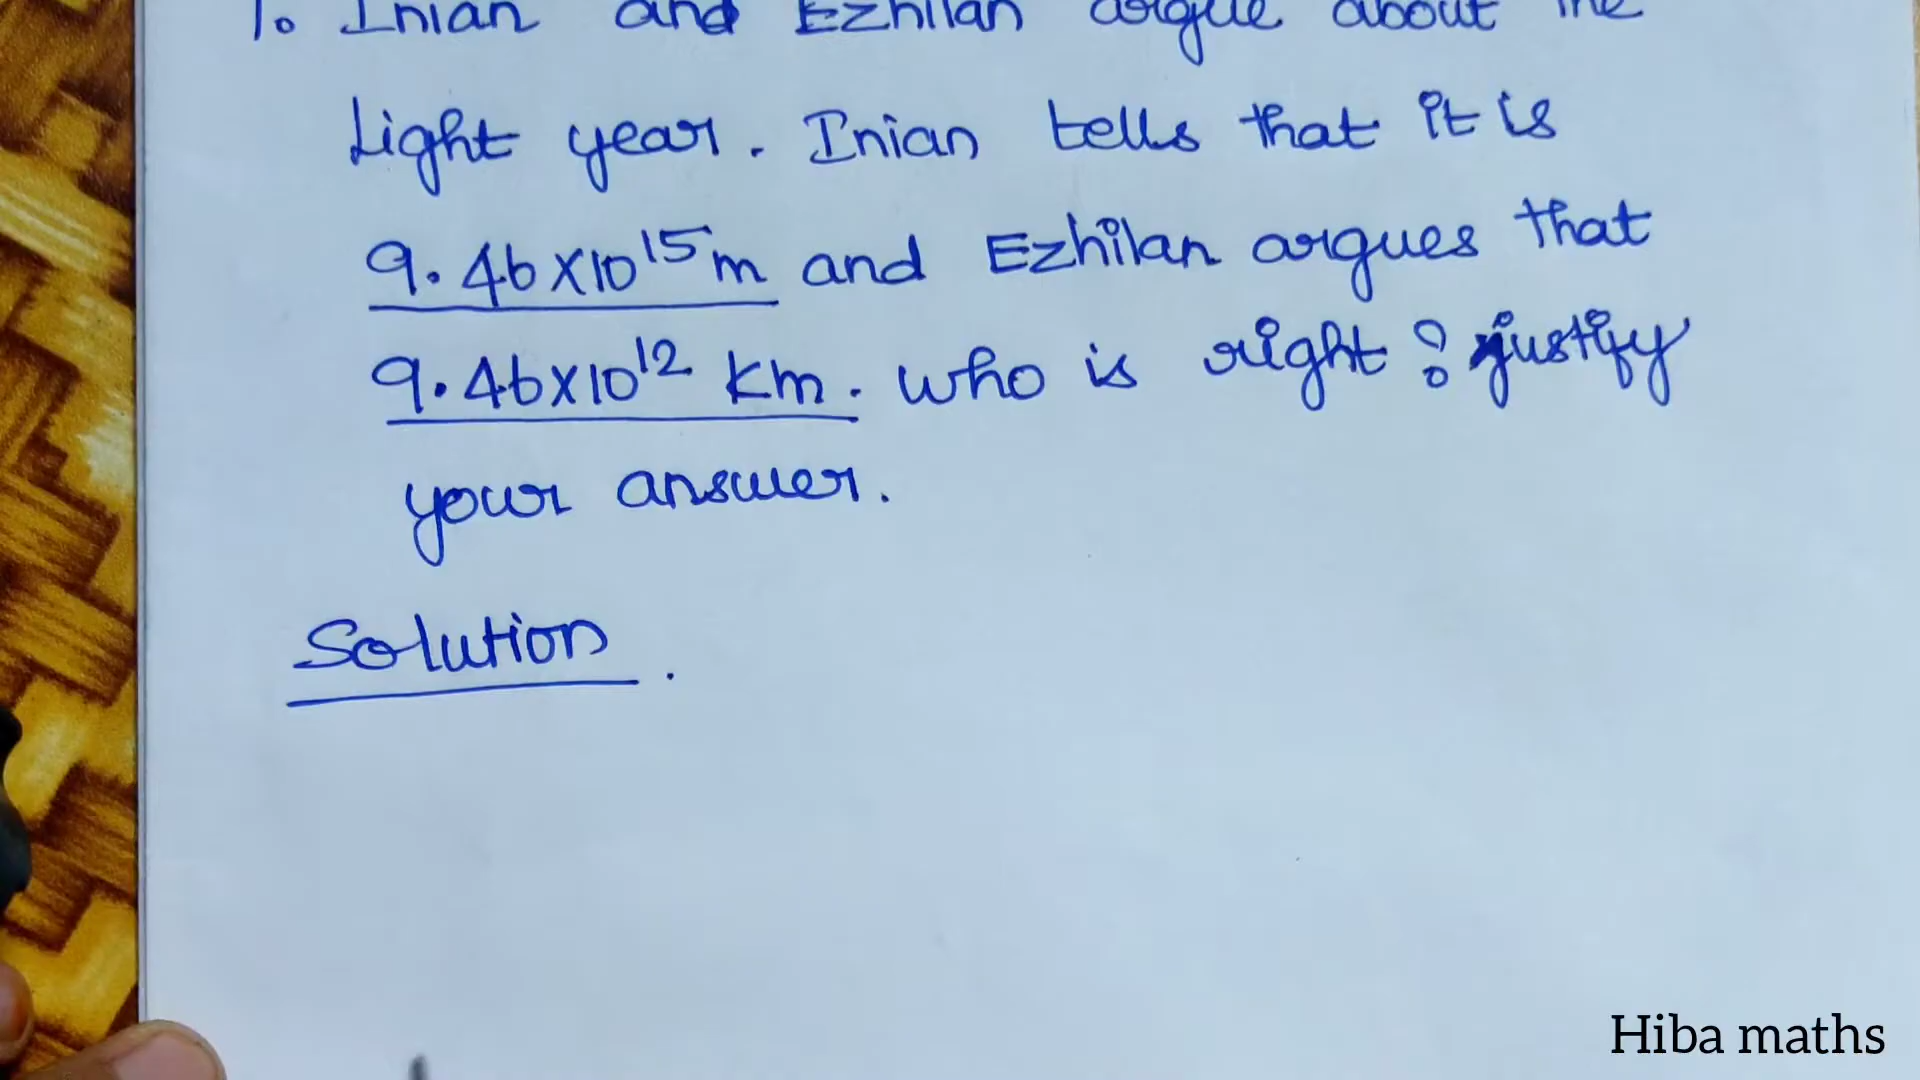 1. Inian and Ezhilan argue about the
Light year. Inian tells that it is
9.46×10¹⁵m and Ezhilan argues that
9.46×10¹² km. who is right ? justify
your answer.
Solution.
Hiba maths